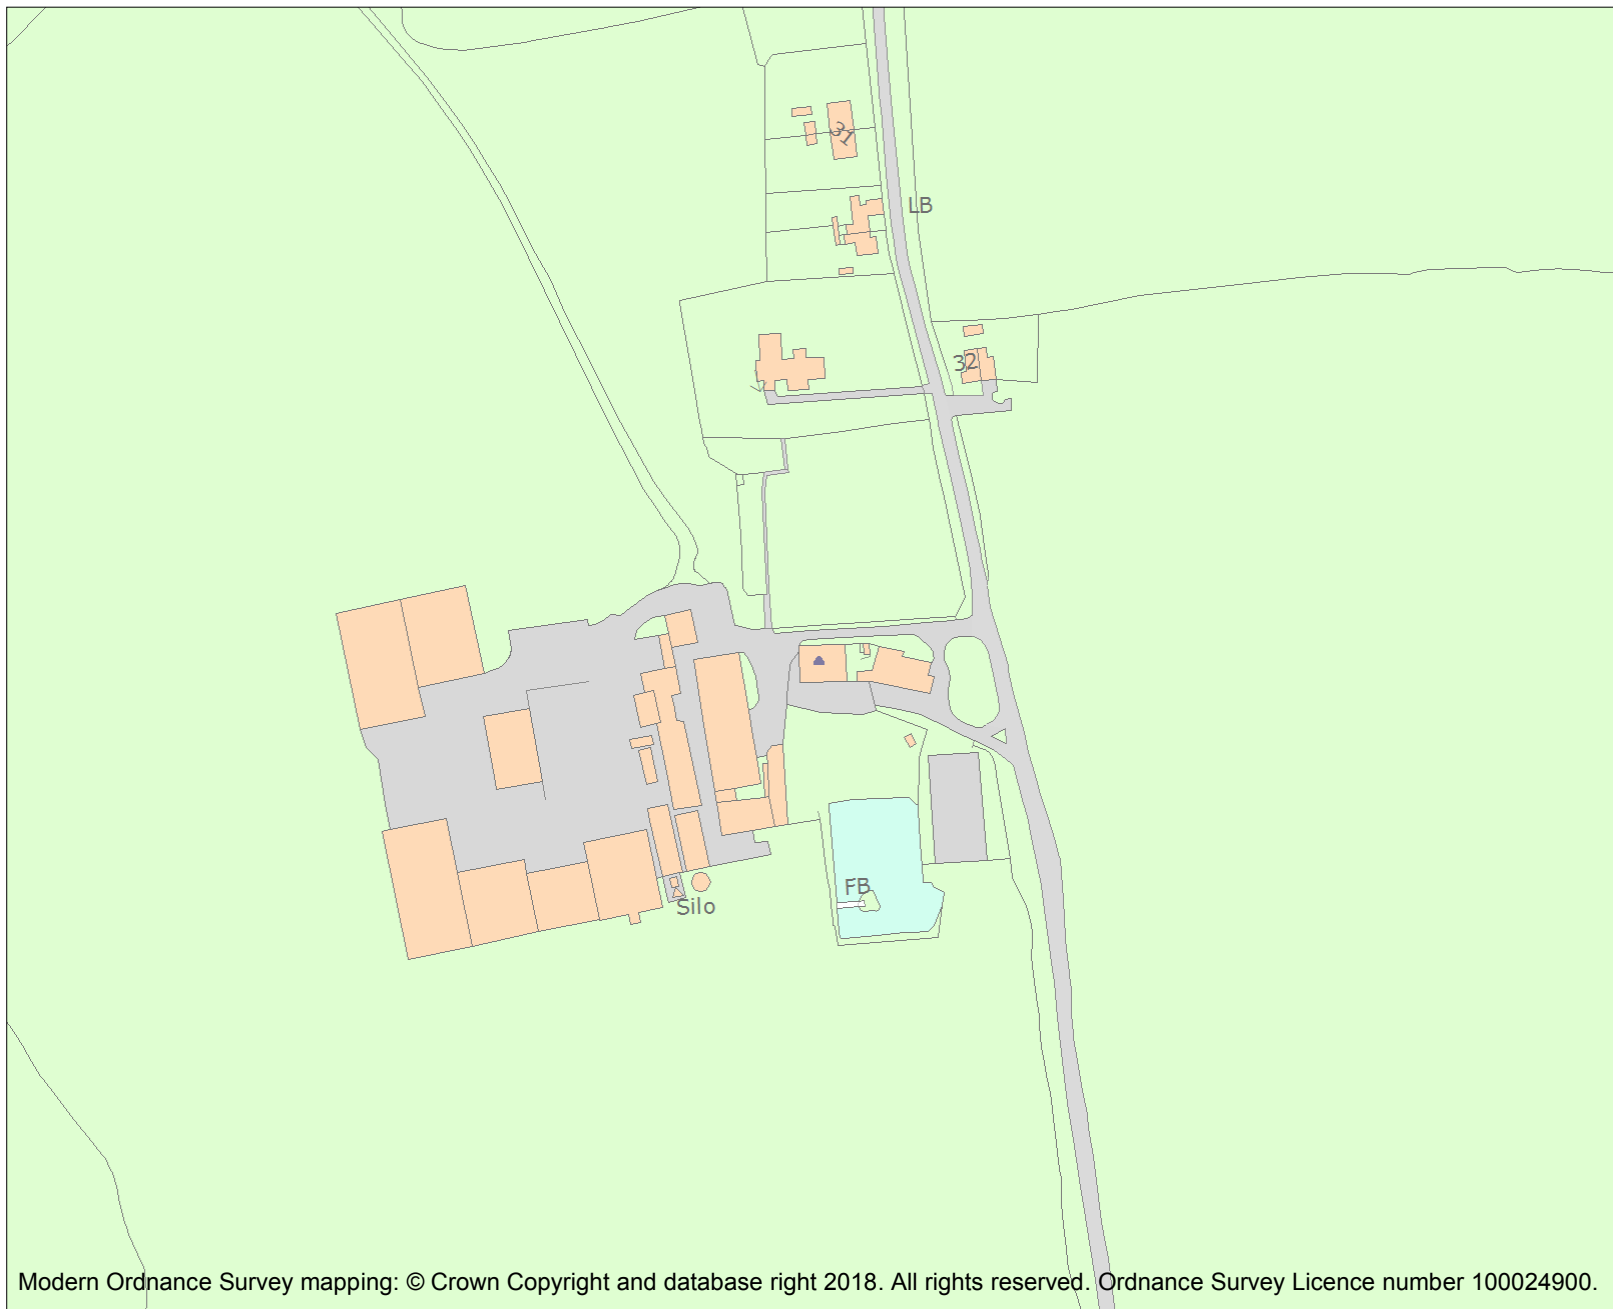 31
LB
32
FB
Silo
Modern Ordnance Survey mapping: © Crown Copyright and database right 2018. All rights reserved. Ordnance Survey Licence number 100024900.